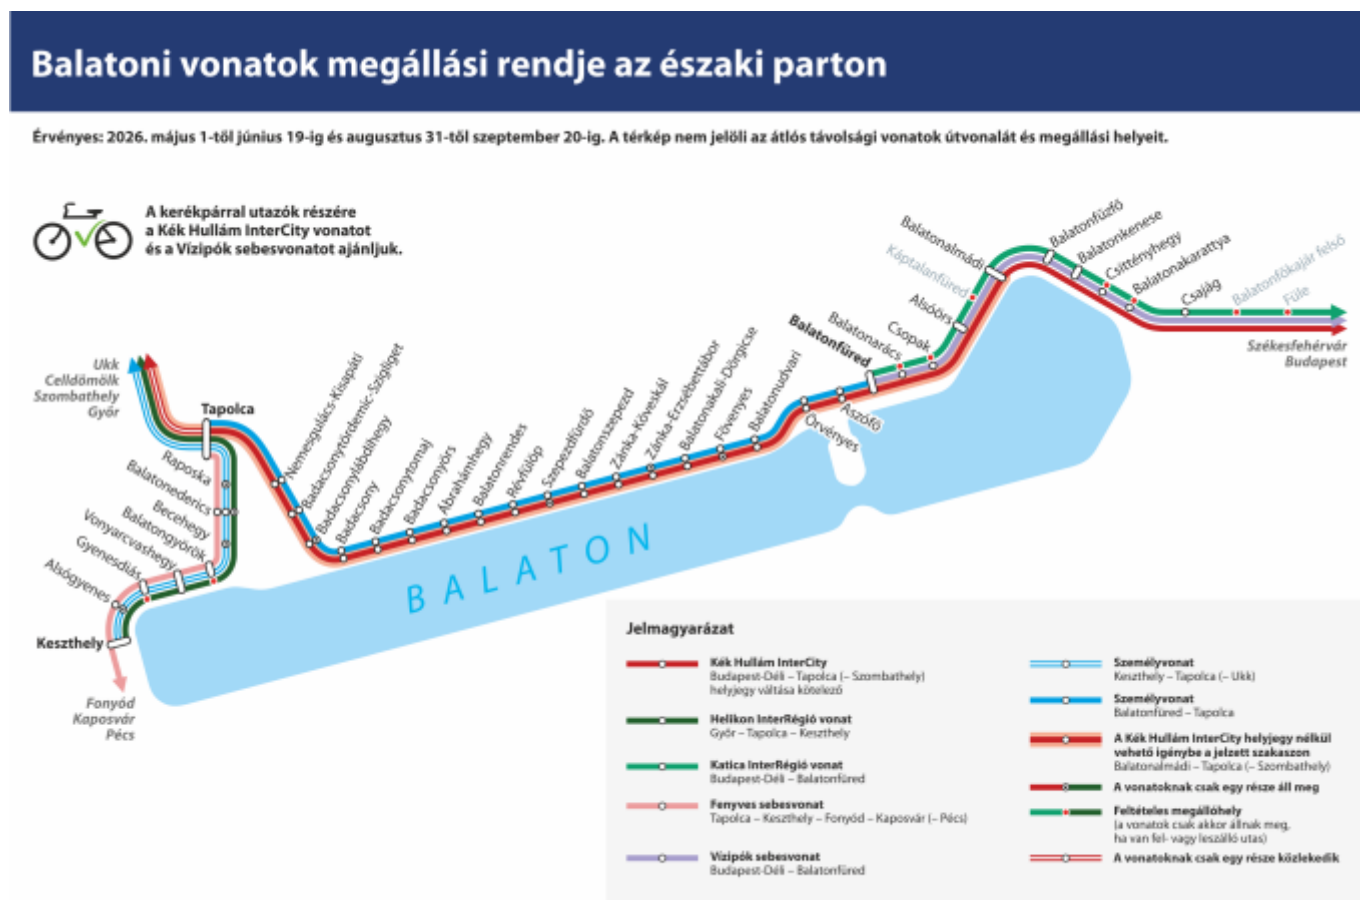 Balatoni vonatok megállási rendje az északi parton
Érvényes: 2026. május 1-től június 19-ig és augusztus 31-től szeptember 20-ig. A térkép nem jelöli az átlós távolsági vonatok útvonalát és megállási helyeit.
A kerékpárral utazók részére
a Kék Hullám InterCity vonatot
és a Vízipók sebesvonatot ajánljuk.
Ukk
Celldömölk
Szombathely
Győr
Tapolca
Raposka
Balatonederics
Becehegy
Balatongyörök
Vonyarcvashegy
Gyenesdiás
Alsógyenes
Keszthely
Fonyód
Kaposvár
Pécs
Nemesgulács-Kisapáti
Badacsonytördemic-Szigliget
Badacsonylábdihegy
Badacsony
Badacsonytomaj
Badacsonyörs
Ábrahámhegy
Balatonrendes
Révfülöp
Szepezdfürdő
Balatonszepezd
Zánka-Köveskál
Zánka-Erzsébettábor
Balatonakali-Dörgicse
Fövenyes
Balatonudvari
Örvényes
Aszófő
Balatonfüred
Balatonarács
Csopak
Alsóörs
Káptalanfüred
Balatonalmádi
Balatonfűzfő
Balatonkenese
Csittényhegy
Balatonakarattya
Csajág
Balatonfőkajár felső
Füle
Székesfehérvár
Budapest
BALATON
Jelmagyarázat
Kék Hullám InterCity
Budapest-Déli – Tapolca (– Szombathely)
helyjegy váltása kötelező
Helikon InterRégió vonat
Győr – Tapolca – Keszthely
Katica InterRégió vonat
Budapest-Déli – Balatonfüred
Fenyves sebesvonat
Tapolca – Keszthely – Fonyód – Kaposvár (– Pécs)
Vízipók sebesvonat
Budapest-Déli – Balatonfüred
Személyvonat
Keszthely – Tapolca (– Ukk)
Személyvonat
Balatonfüred – Tapolca
A Kék Hullám InterCity helyjegy nélkül
vehető igénybe a jelzett szakaszon
Balatonalmádi – Tapolca (– Szombathely)
A vonatoknak csak egy része áll meg
Feltételes megállóhely
(a vonatok csak akkor állnak meg,
ha van fel- vagy leszálló utas)
A vonatoknak csak egy része közlekedik